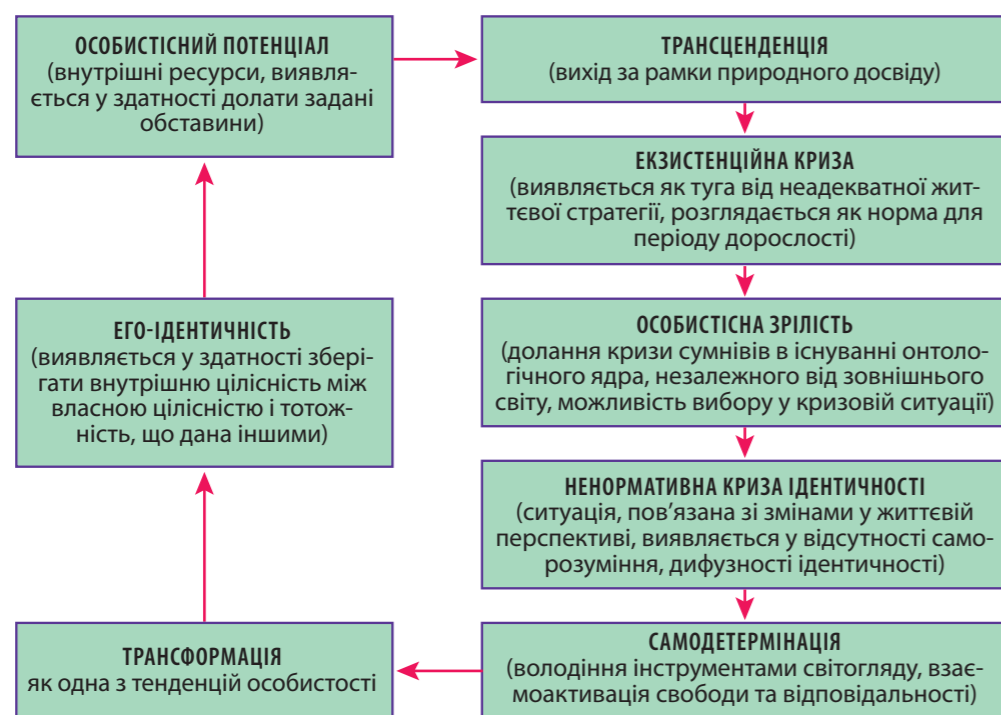 ОСОБИСТІСНИЙ ПОТЕНЦІАЛ
(внутрішні ресурси, виявля-
ється у здатності долати задані
обставини)
ТРАНСЦЕНДЕНЦІЯ
(вихід за рамки природного досвіду)
ЕКЗИСТЕНЦІЙНА КРИЗА
(виявляється як туга від неадекватної жит-
тєвої стратегії, розглядається як норма для
періоду дорослості)
ОСОБИСТІСНА ЗРІЛІСТЬ
(долання кризи сумнівів в існуванні онтоло-
гічного ядра, незалежного від зовнішнього
світу, можливість вибору у кризовій ситуації)
НЕНОРМАТИВНА КРИЗА ІДЕНТИЧНОСТІ
(ситуація, пов’язана зі змінами у життєвій
перспективі, виявляється у відсутності само-
розуміння, дифузності ідентичності)
САМОДЕТЕРМІНАЦІЯ
(володіння інструментами світогляду, взає-
моактивація свободи та відповідальності)
ТРАНСФОРМАЦІЯ
як одна з тенденцій особистості
ЕГО-ІДЕНТИЧНІСТЬ
(виявляється у здатності збері-
гати внутрішню цілісність між
власною цілісністю і тотож-
ність, що дана іншими)